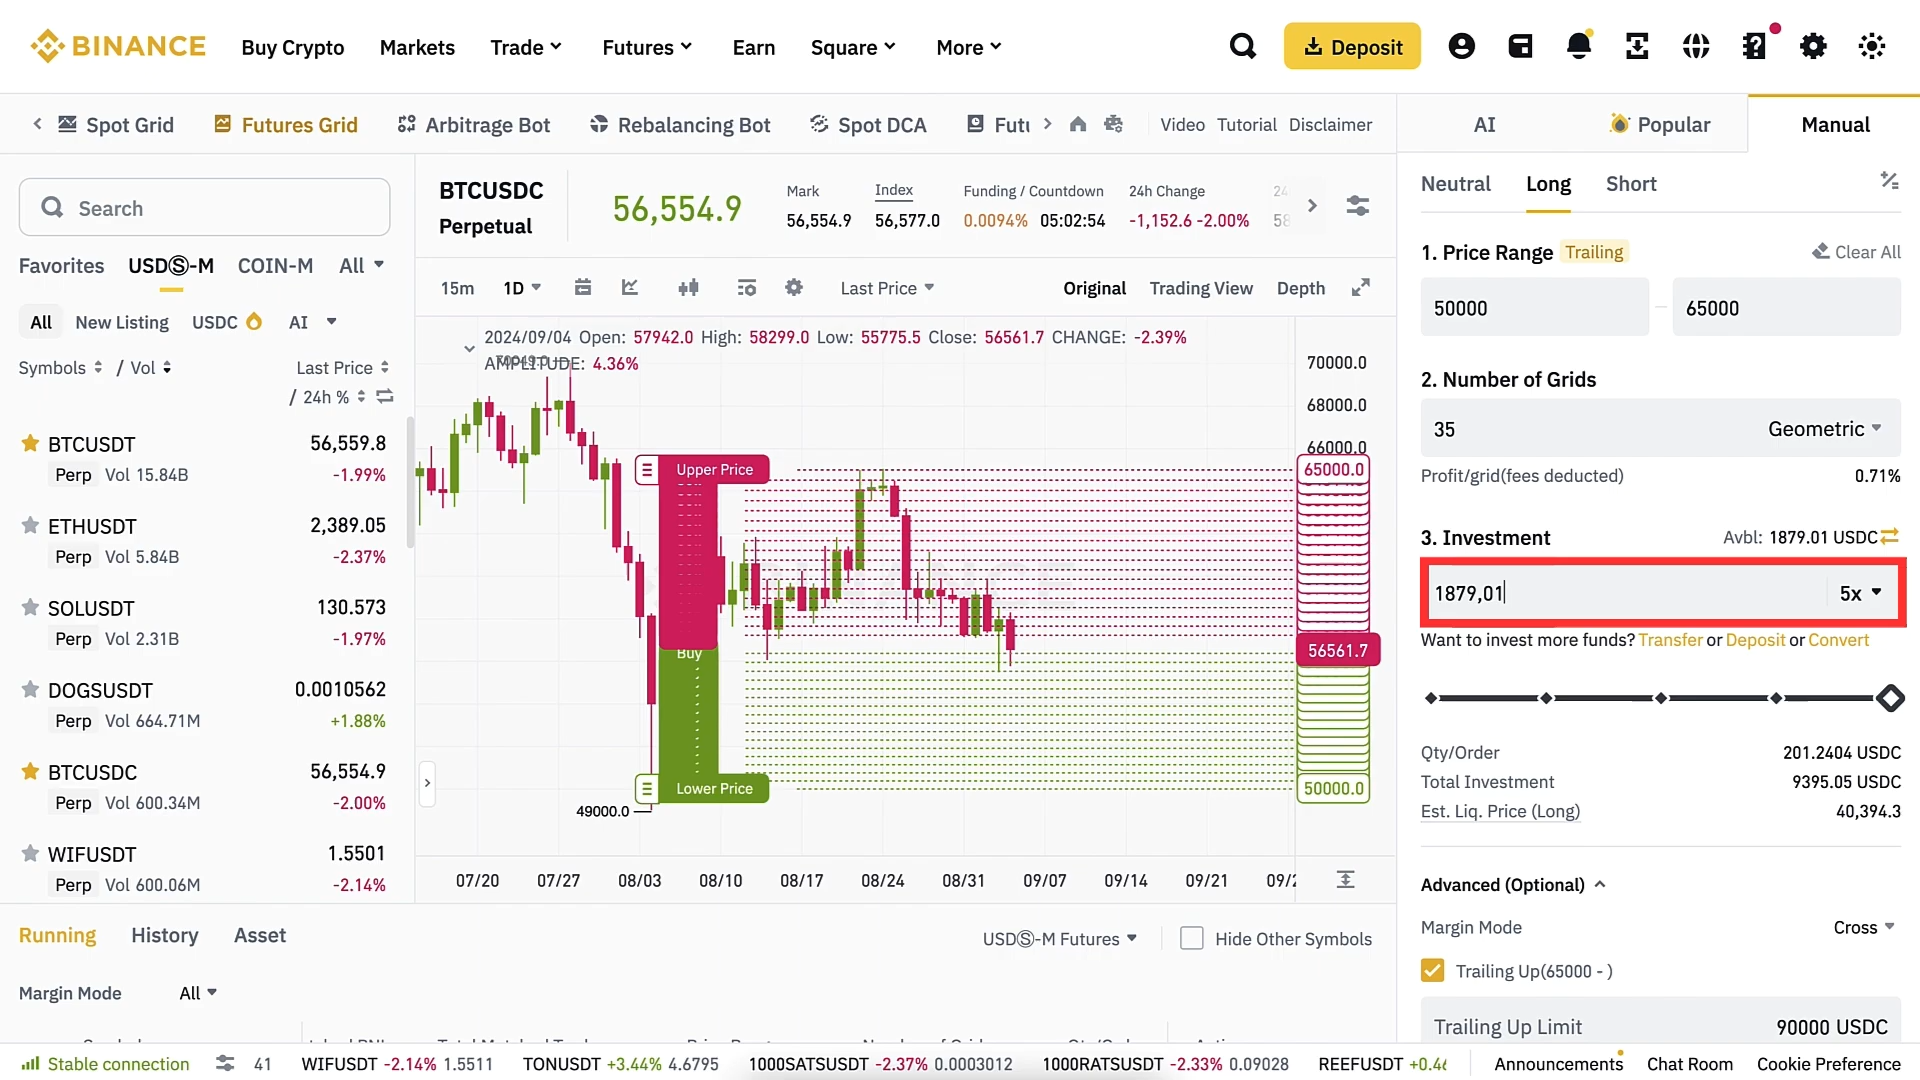 BINANCE Buy Crypto Markets Trade Futures Earn Square More Deposit
Spot Grid Futures Grid Arbitrage Bot Rebalancing Bot Spot DCA Futu Video Tutorial Disclaimer
AI Popular Manual
Search
Favorites USDⓈ-M COIN-M All
All New Listing USDC AI
Symbols / Vol Last Price
/ 24h %
BTCUSDT 56,559.8
Perp Vol 15.84B -1.99%
ETHUSDT 2,389.05
Perp Vol 5.84B -2.37%
SOLUSDT 130.573
Perp Vol 2.31B -1.97%
DOGSUSDT 0.0010562
Perp Vol 664.71M +1.88%
BTCUSDC 56,554.9
Perp Vol 600.34M -2.00%
WIFUSDT 1.5501
Perp Vol 600.06M -2.14%
BTCUSDC
Perpetual
56,554.9
Mark Index Funding / Countdown 24h Change 24
56,554.9 56,577.0 0.0094% 05:02:54 -1,152.6 -2.00% 58
15m 1D Last Price Original Trading View Depth
2024/09/04 Open: 57942.0 High: 58299.0 Low: 55775.5 Close: 56561.7 CHANGE: -2.39%
AMPLITUDE: 4.36%
70000.0
68000.0
66000.0
Upper Price 65000.0
56561.7
Buy
Lower Price 50000.0
49000.0
07/20 07/27 08/03 08/10 08/17 08/24 08/31 09/07 09/14 09/21 09/2
Neutral Long Short
1. Price Range Trailing Clear All
50000 – 65000
2. Number of Grids
35 Geometric
Profit/grid(fees deducted) 0.71%
3. Investment Avbl: 1879.01 USDC
1879,01 5x
Want to invest more funds? Transfer or Deposit or Convert
Qty/Order 201.2404 USDC
Total Investment 9395.05 USDC
Est. Liq. Price (Long) 40,394.3
Advanced (Optional)
Margin Mode Cross
Trailing Up(65000 - )
Trailing Up Limit 90000 USDC
Running History Asset USDⓈ-M Futures Hide Other Symbols
Margin Mode All
Stable connection 41 WIFUSDT -2.14% 1.5511 TONUSDT +3.44% 4.6795 1000SATSUSDT -2.37% 0.0003012 1000RATSUSDT -2.33% 0.09028 REEFUSDT +0.46 Announcements Chat Room Cookie Preference